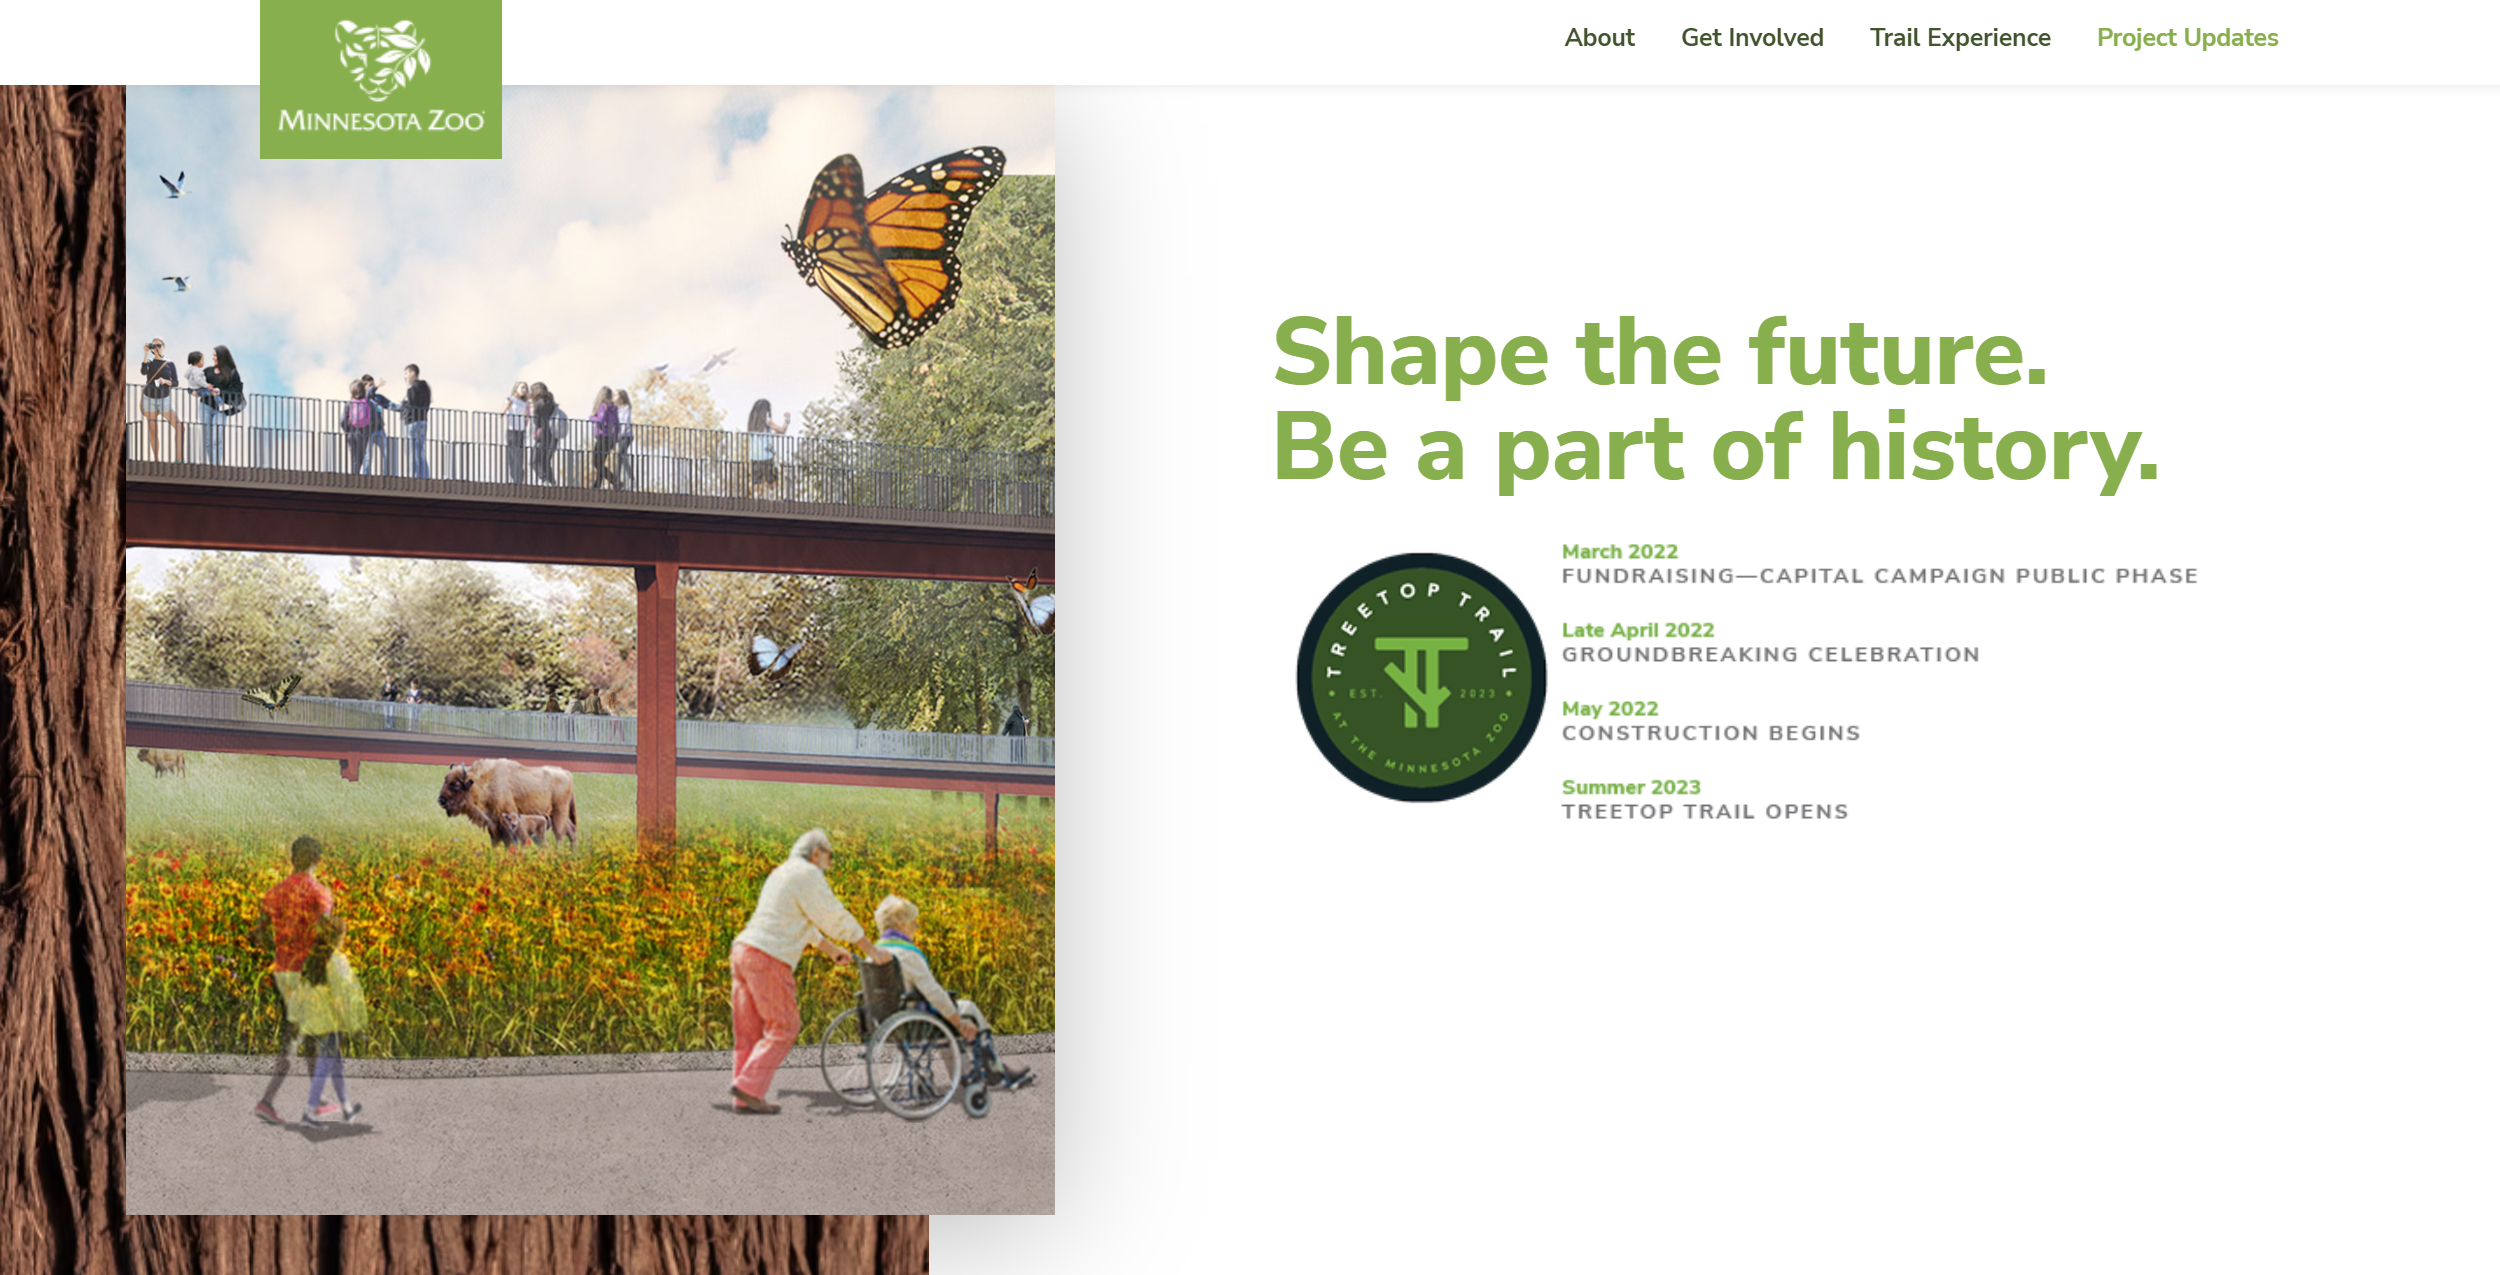 MINNESOTA ZOO
About Get Involved Trail Experience Project Updates
Shape the future.
Be a part of history.
TREETOP TRAIL
EST. 2023
AT THE MINNESOTA ZOO
March 2022
FUNDRAISING—CAPITAL CAMPAIGN PUBLIC PHASE
Late April 2022
GROUNDBREAKING CELEBRATION
May 2022
CONSTRUCTION BEGINS
Summer 2023
TREETOP TRAIL OPENS